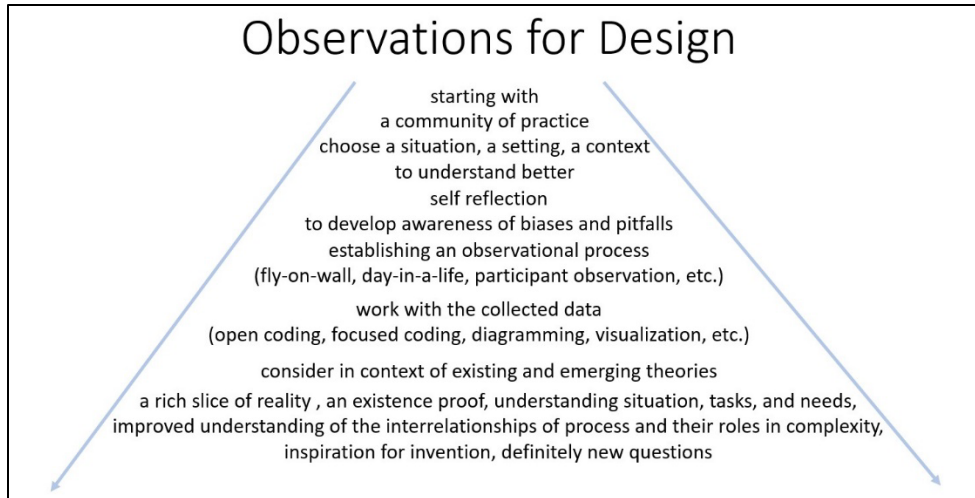 Observations for Design
starting with
a community of practice
choose a situation, a setting, a context
to understand better
self reflection
to develop awareness of biases and pitfalls
establishing an observational process
(fly-on-wall, day-in-a-life, participant observation, etc.)
work with the collected data
(open coding, focused coding, diagramming, visualization, etc.)
consider in context of existing and emerging theories
a rich slice of reality , an existence proof, understanding situation, tasks, and needs,
improved understanding of the interrelationships of process and their roles in complexity,
inspiration for invention, definitely new questions